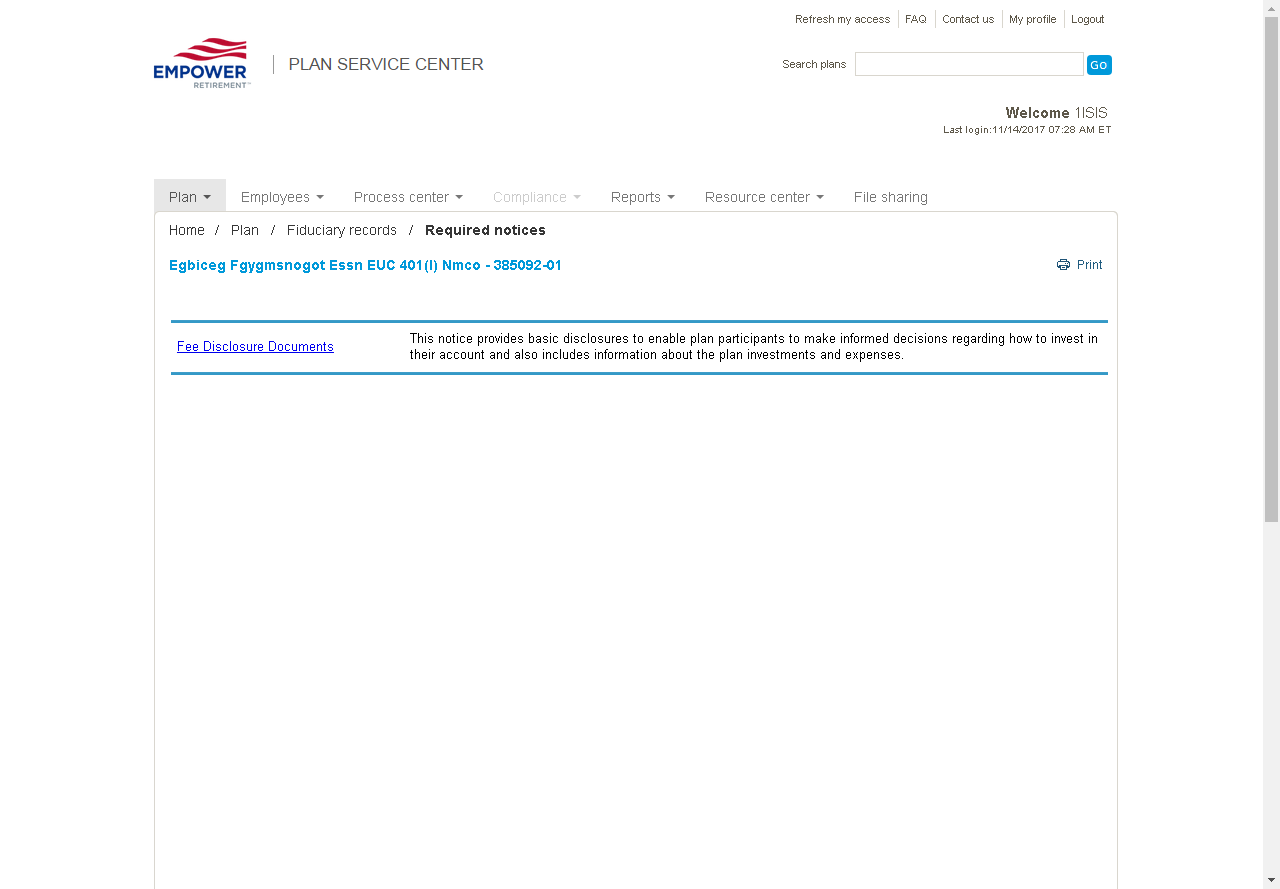 Refresh my access FAQ Contact us My profile Logout
EMPOWER
RETIREMENT™
PLAN SERVICE CENTER
Search plans Go
Welcome 1ISIS
Last login:11/14/2017 07:28 AM ET
Plan Employees Process center Compliance Reports Resource center File sharing
Home / Plan / Fiduciary records / Required notices
Egbiceg Fgygmsnogot Essn EUC 401(I) Nmco - 385092-01
Print
Fee Disclosure Documents
This notice provides basic disclosures to enable plan participants to make informed decisions regarding how to invest in
their account and also includes information about the plan investments and expenses.